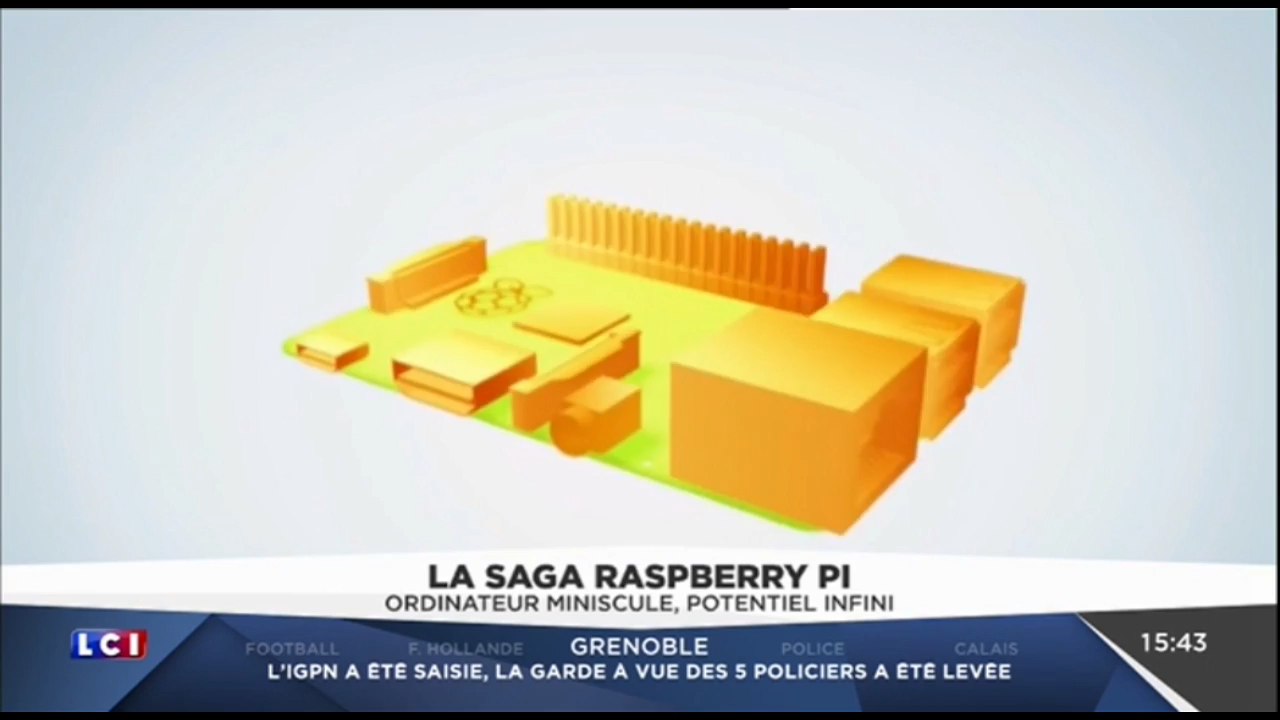 LA SAGA RASPBERRY PI
ORDINATEUR MINISCULE, POTENTIEL INFINI
LCI
FOOTBALL F. HOLLANDE GRENOBLE POLICE CALAIS
15:43
L'IGPN A ÉTÉ SAISIE, LA GARDE À VUE DES 5 POLICIERS A ÉTÉ LEVÉE